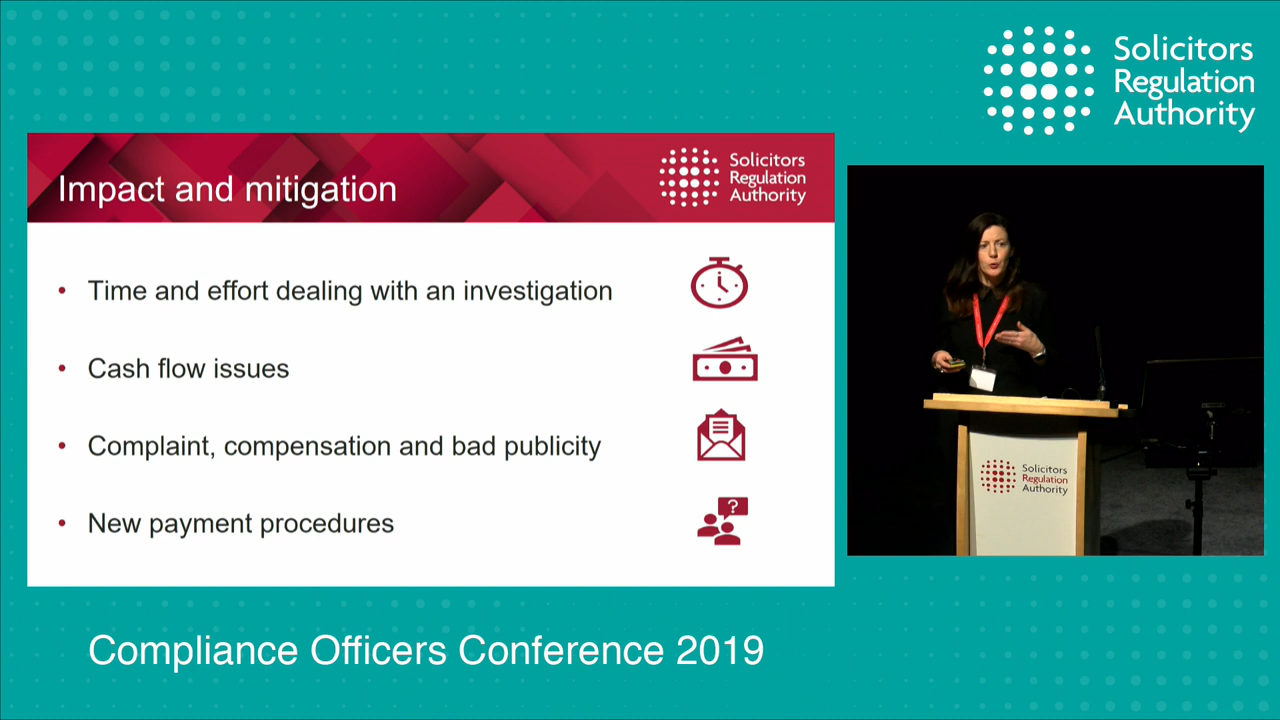 Solicitors
Regulation
Authority
Impact and mitigation
Solicitors
Regulation
Authority
• Time and effort dealing with an investigation
• Cash flow issues
• Complaint, compensation and bad publicity
• New payment procedures
?
Solicitors
Regulation
Authority
Compliance Officers Conference 2019